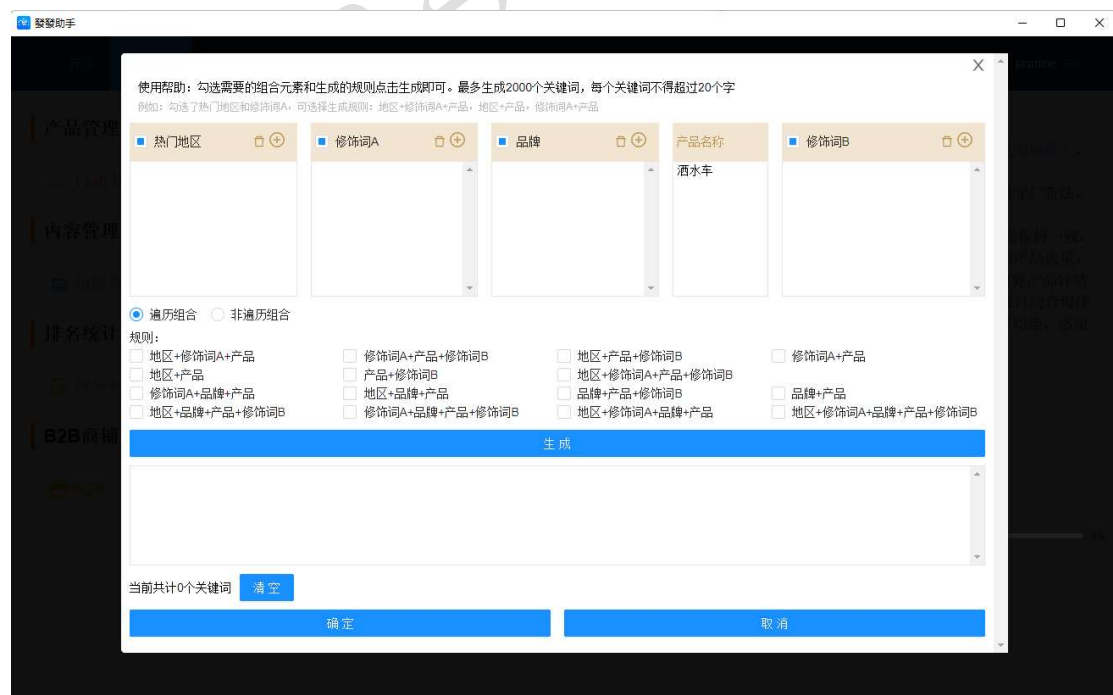 發發助手
使用帮助：勾选需要的组合元素和生成的规则点击生成即可。最多生成2000个关键词，每个关键词不得超过20个字
例如：勾选了热门地区和修饰词A，可选择生成规则：地区+修饰词A+产品，地区+产品，修饰词A+产品
热门地区 修饰词A 品牌 产品名称 修饰词B
洒水车
遍历组合 非遍历组合
规则：
地区+修饰词A+产品 修饰词A+产品+修饰词B 地区+产品+修饰词B 修饰词A+产品
地区+产品 产品+修饰词B 地区+修饰词A+产品+修饰词B
修饰词A+品牌+产品 地区+品牌+产品 品牌+产品+修饰词B 品牌+产品
地区+品牌+产品+修饰词B 修饰词A+品牌+产品+修饰词B 地区+修饰词A+品牌+产品 地区+修饰词A+品牌+产品+修饰词B
生成
当前共计0个关键词 清空
确定 取消
产品管理
内容管理
排名统计
B2B商铺